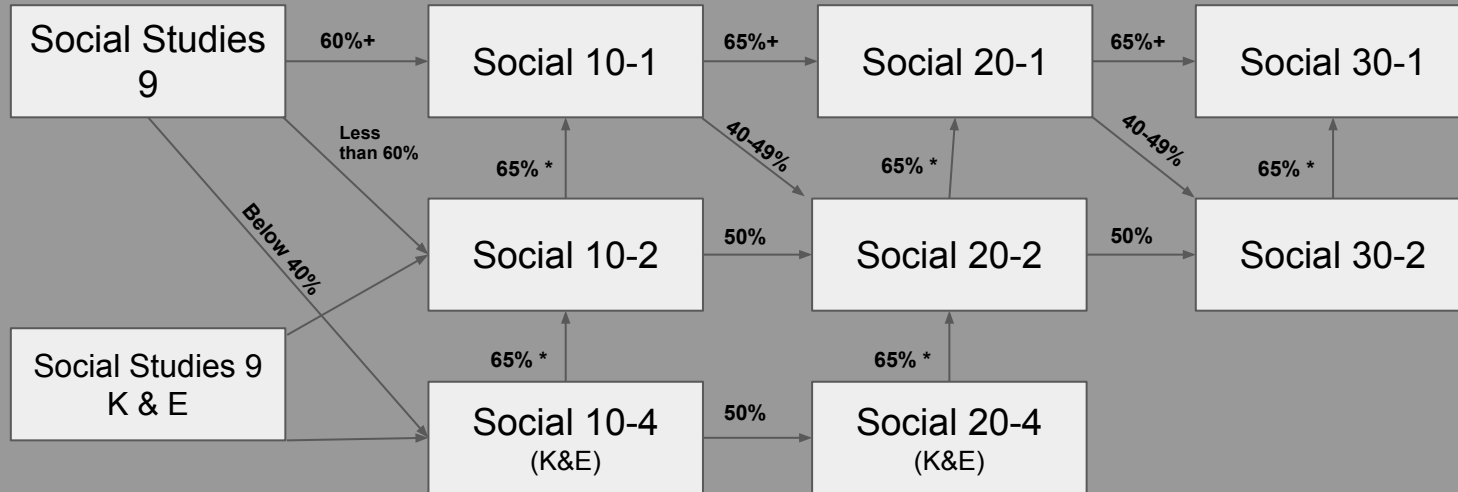 Social Studies
9
60%+
Social 10-1
65%+
Social 20-1
65%+
Social 30-1
Less
than 60%
40-49%
40-49%
65% *
65% *
65% *
Below 40%
Social 10-2
50%
Social 20-2
50%
Social 30-2
Social Studies 9
K & E
65% *
65% *
Social 10-4
(K&E)
50%
Social 20-4
(K&E)